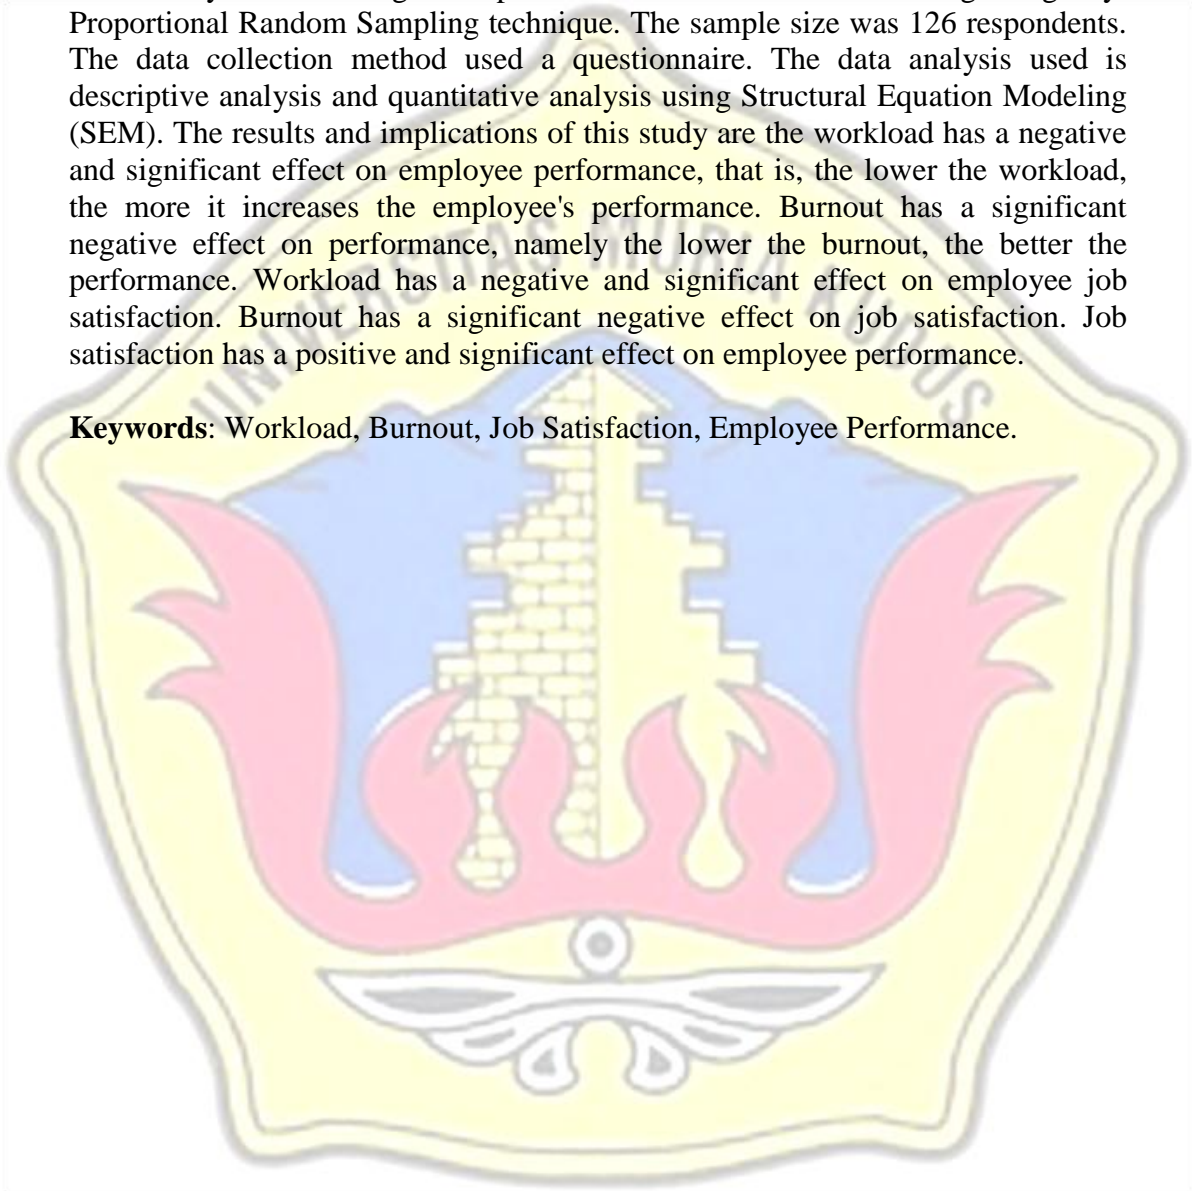 Proportional Random Sampling technique. The sample size was 126 respondents.
The data collection method used a questionnaire. The data analysis used is
descriptive analysis and quantitative analysis using Structural Equation Modeling
(SEM). The results and implications of this study are the workload has a negative
and significant effect on employee performance, that is, the lower the workload,
the more it increases the employee's performance. Burnout has a significant
negative effect on performance, namely the lower the burnout, the better the
performance. Workload has a negative and significant effect on employee job
satisfaction. Burnout has a significant negative effect on job satisfaction. Job
satisfaction has a positive and significant effect on employee performance.
Keywords: Workload, Burnout, Job Satisfaction, Employee Performance.
UNIVERSITAS MURIA KUDUS